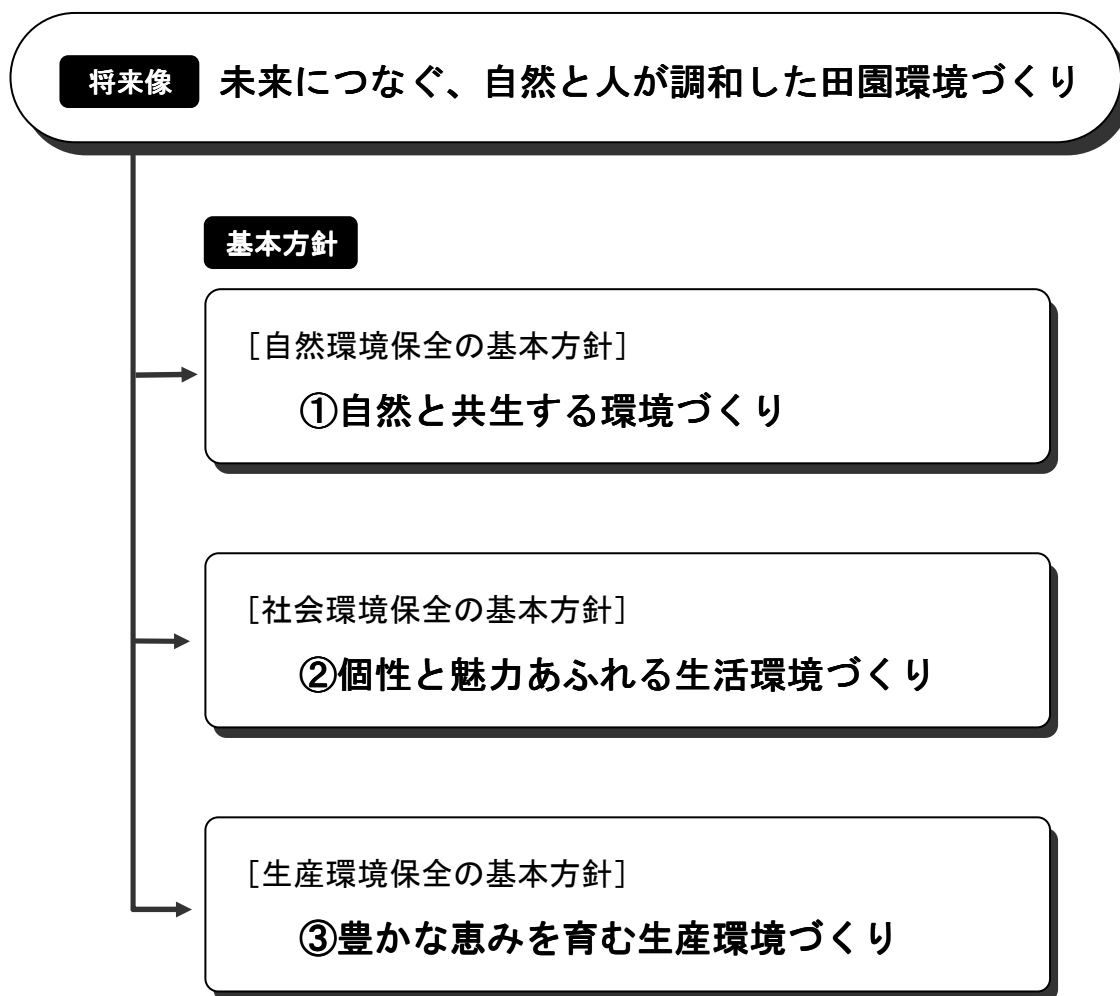 将来像 未来につなぐ、自然と人が調和した田園環境づくり
基本方針
［自然環境保全の基本方針］
①自然と共生する環境づくり
［社会環境保全の基本方針］
②個性と魅力あふれる生活環境づくり
［生産環境保全の基本方針］
③豊かな恵みを育む生産環境づくり